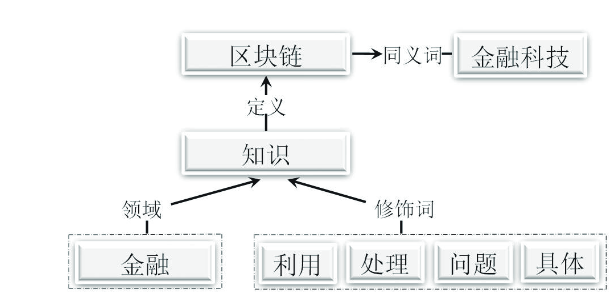 区块链 同义词 金融科技
定义
知识
领域 修饰词
金融 利用 处理 问题 具体